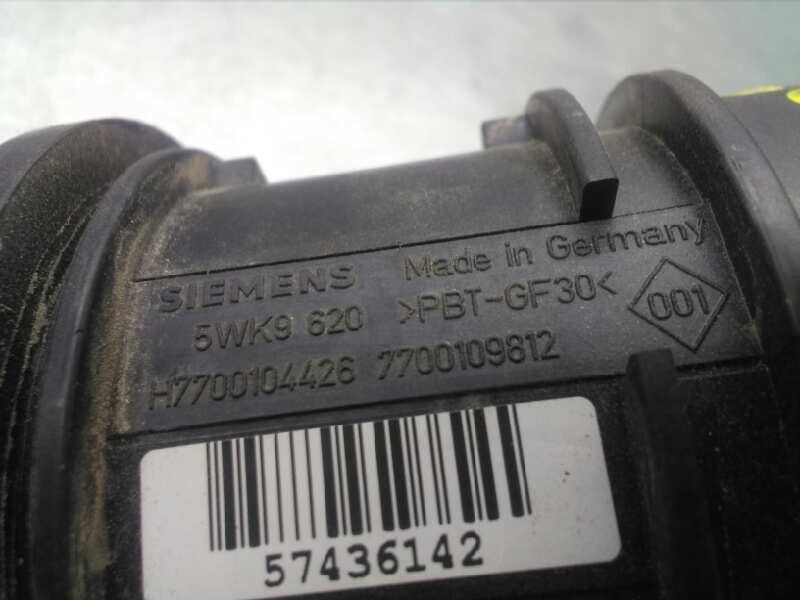 SIEMENS Made in Germany
5WK9 620 >PBT-GF30< 001
H7700104426 7700109812
57436142